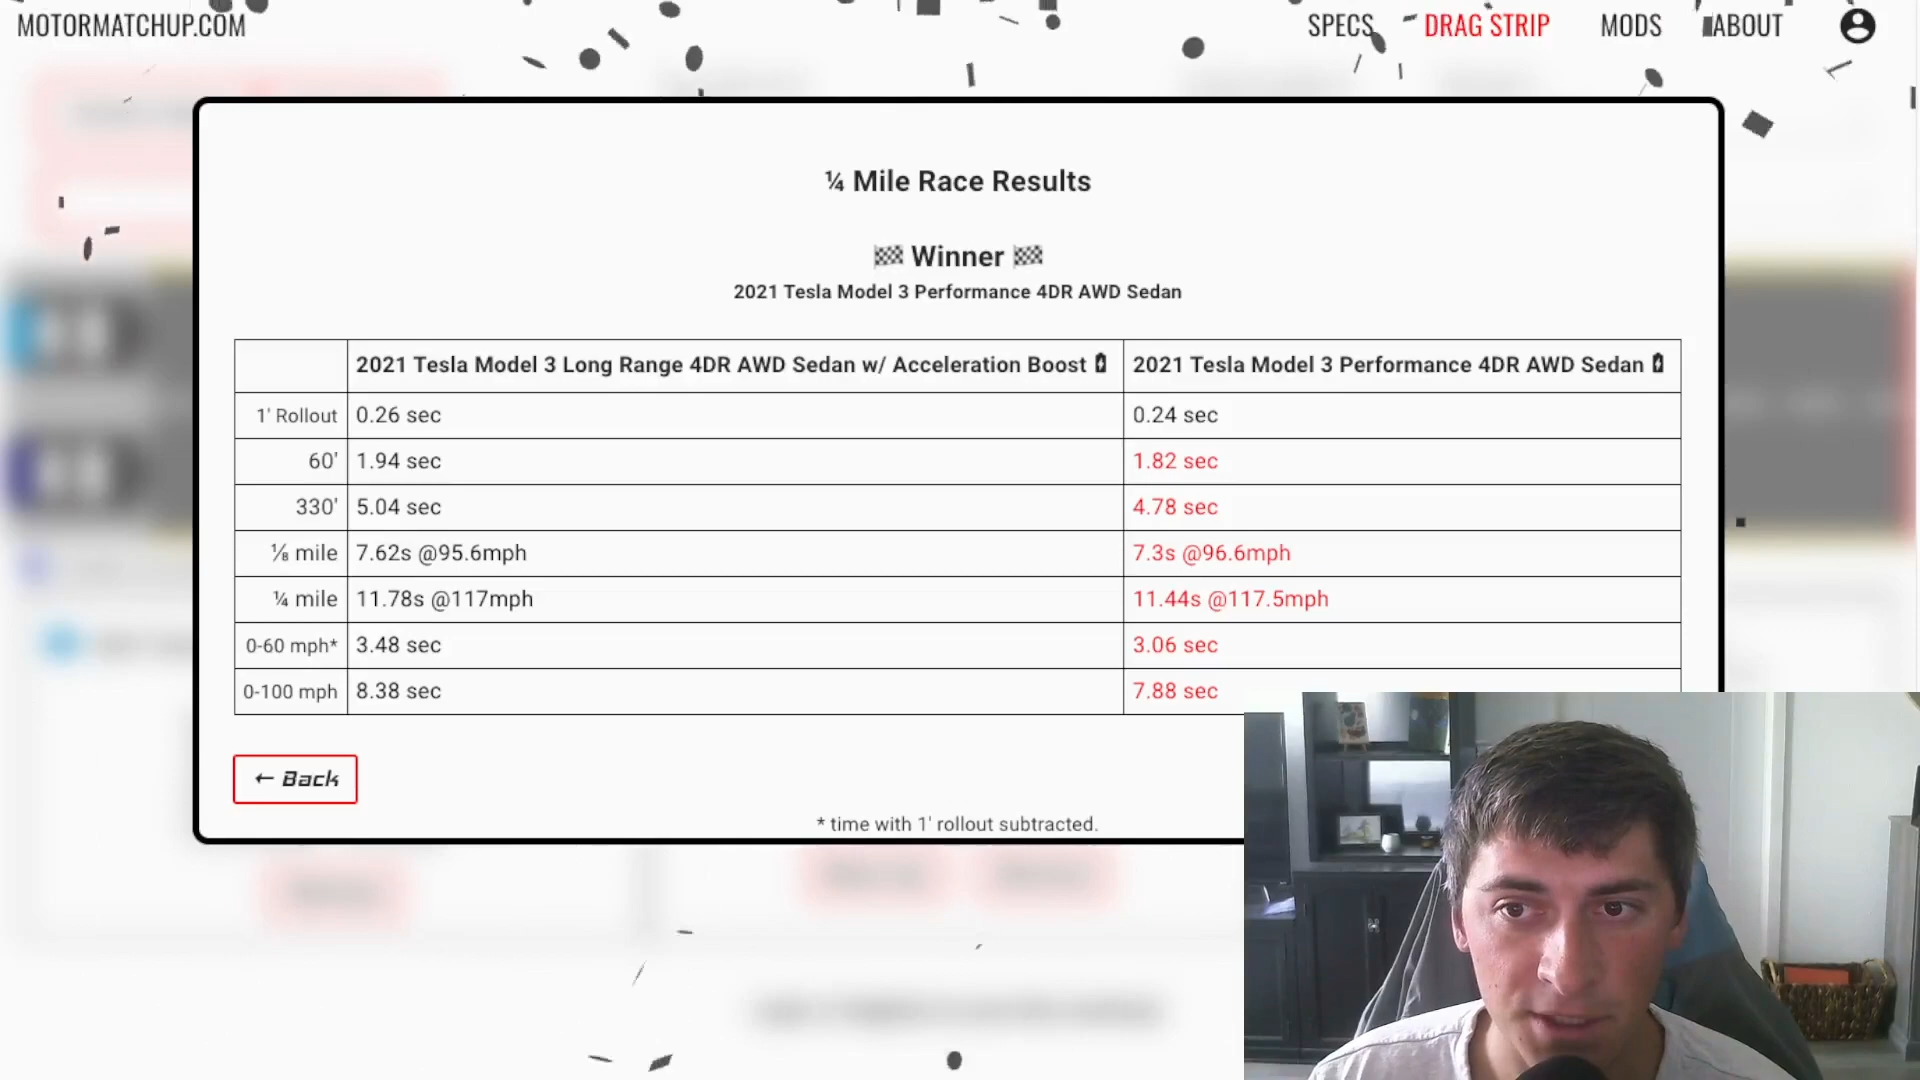 MOTORMATCHUP.COM
SPECS
DRAG STRIP
MODS
ABOUT
¼ Mile Race Results
🏁 Winner 🏁
2021 Tesla Model 3 Performance 4DR AWD Sedan
2021 Tesla Model 3 Long Range 4DR AWD Sedan w/ Acceleration Boost
2021 Tesla Model 3 Performance 4DR AWD Sedan
1' Rollout 0.26 sec 0.24 sec
60' 1.94 sec 1.82 sec
330' 5.04 sec 4.78 sec
⅛ mile 7.62s @95.6mph 7.3s @96.6mph
¼ mile 11.78s @117mph 11.44s @117.5mph
0-60 mph* 3.48 sec 3.06 sec
0-100 mph 8.38 sec 7.88 sec
← Back
* time with 1' rollout subtracted.